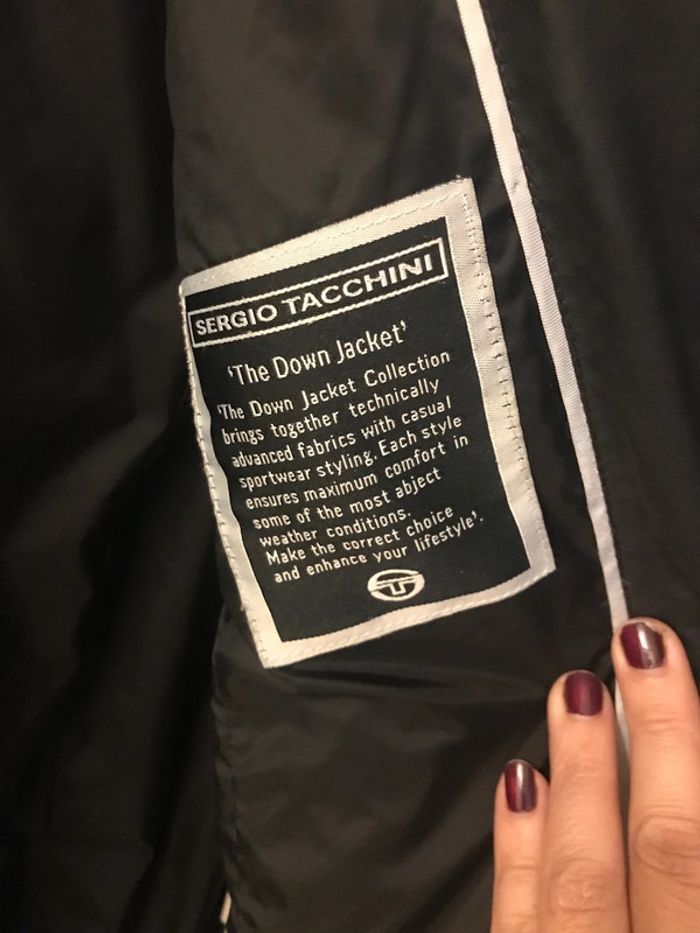 SERGIO TACCHINI
'The Down Jacket'
'The Down Jacket Collection
brings together technically
advanced fabrics with casual
sportwear styling. Each style
ensures maximum comfort in
some of the most abject
weather conditions.
Make the correct choice
and enhance your lifestyle'.